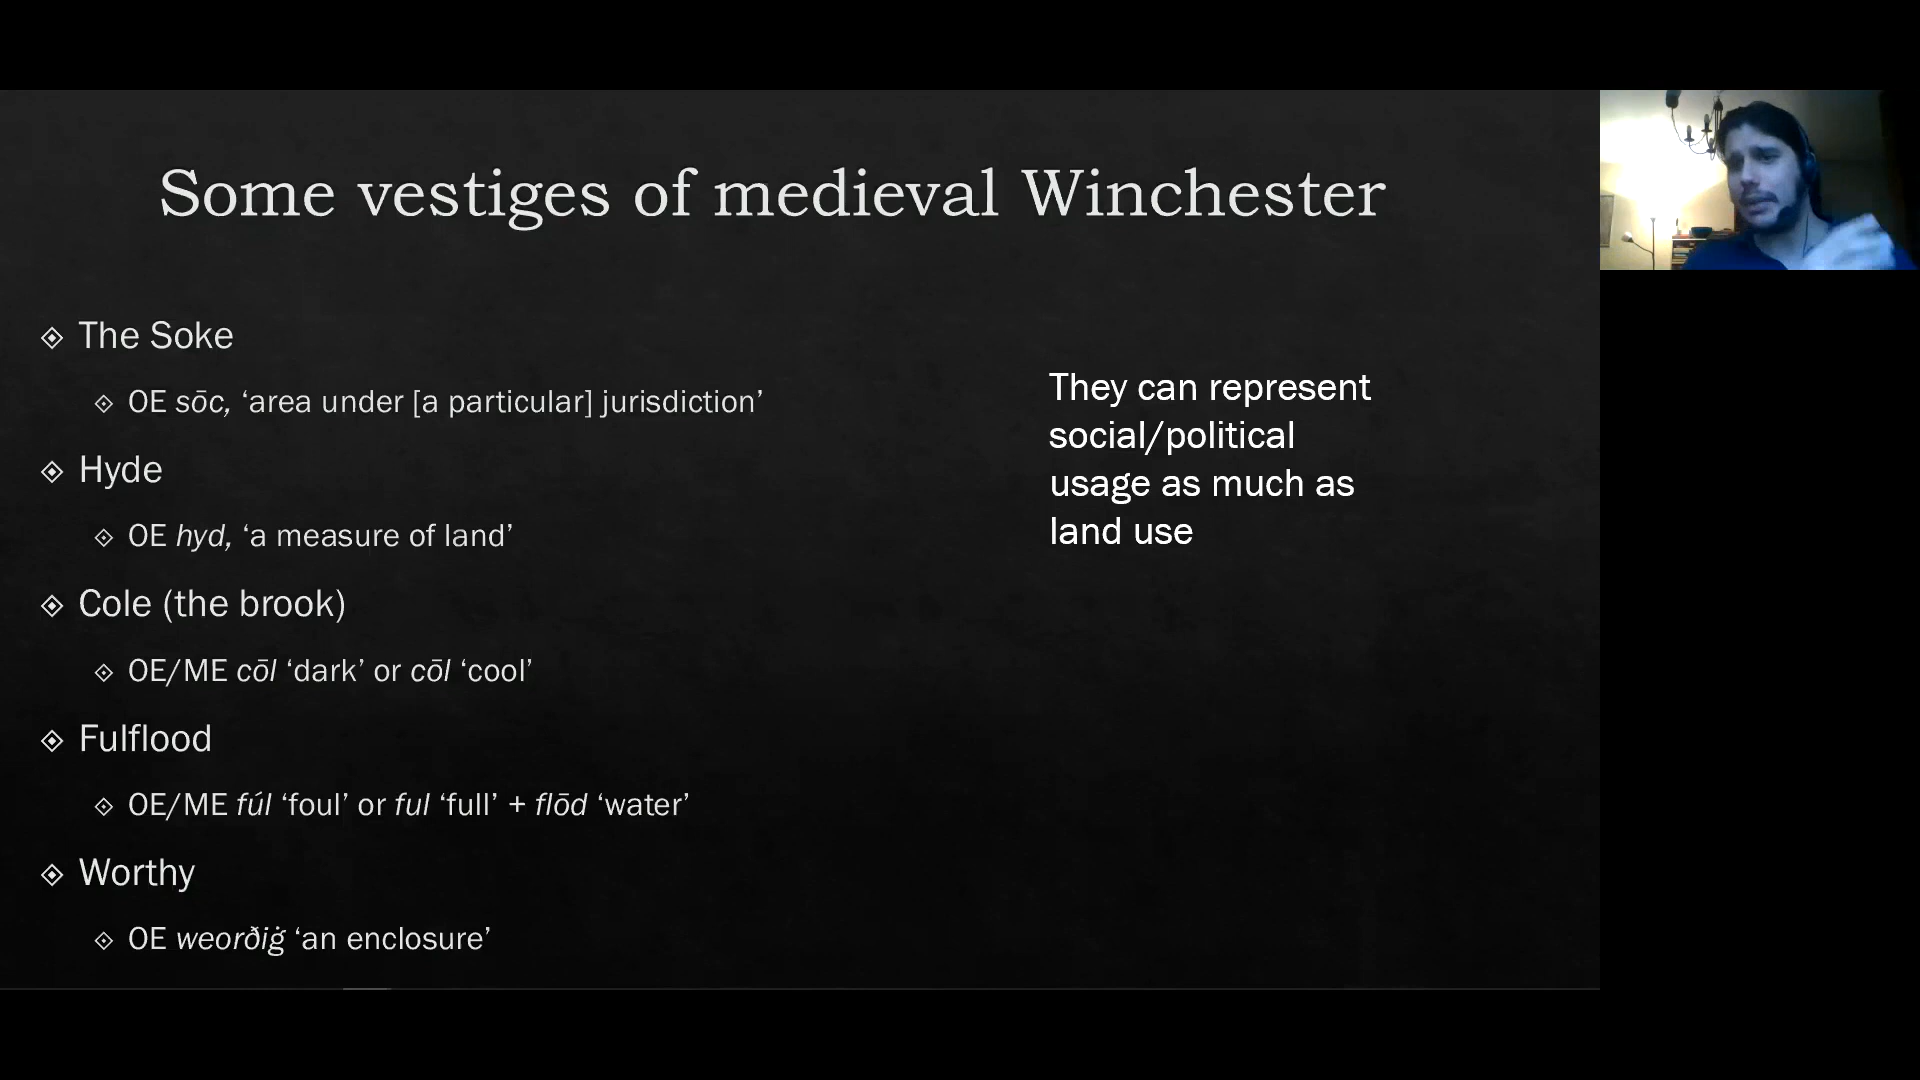 Some vestiges of medieval Winchester
The Soke
OE sōc, ‘area under [a particular] jurisdiction’
Hyde
OE hyd, ‘a measure of land’
Cole (the brook)
OE/ME cōl ‘dark’ or cōl ‘cool’
Fulflood
OE/ME fúl ‘foul’ or ful ‘full’ + flōd ‘water’
Worthy
OE weorðiġ ‘an enclosure’
They can represent
social/political
usage as much as
land use